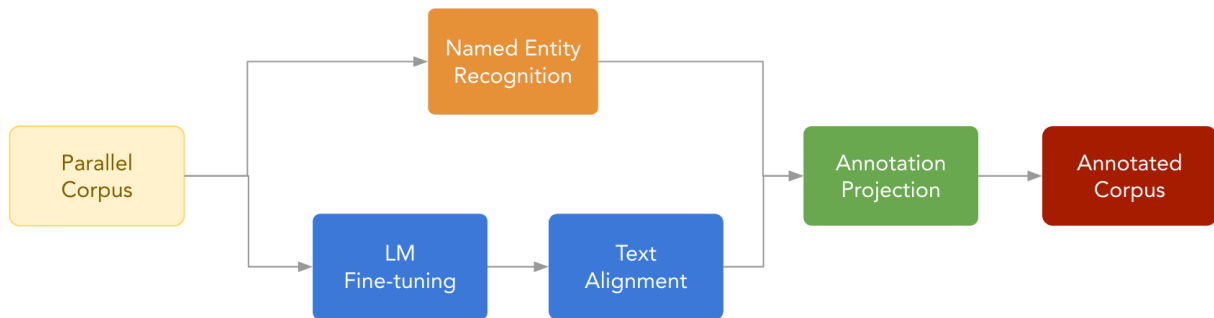 Named Entity
Recognition
Parallel
Corpus
Annotation
Projection
Annotated
Corpus
LM
Fine-tuning
Text
Alignment